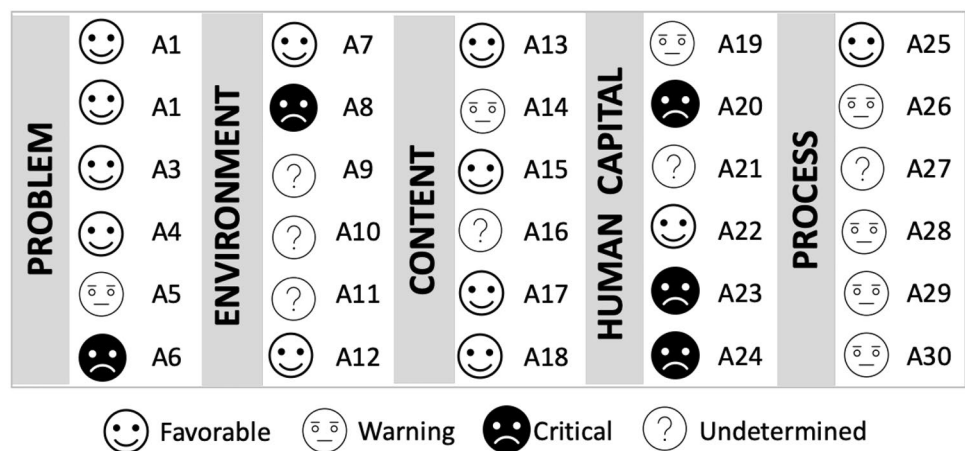 PROBLEM
A1
A1
A3
A4
A5
A6
ENVIRONMENT
A7
A8
? A9
? A10
? A11
A12
CONTENT
A13
A14
A15
? A16
A17
A18
HUMAN CAPITAL
A19
A20
? A21
A22
A23
A24
PROCESS
A25
A26
? A27
A28
A29
A30
Favorable Warning Critical ? Undetermined